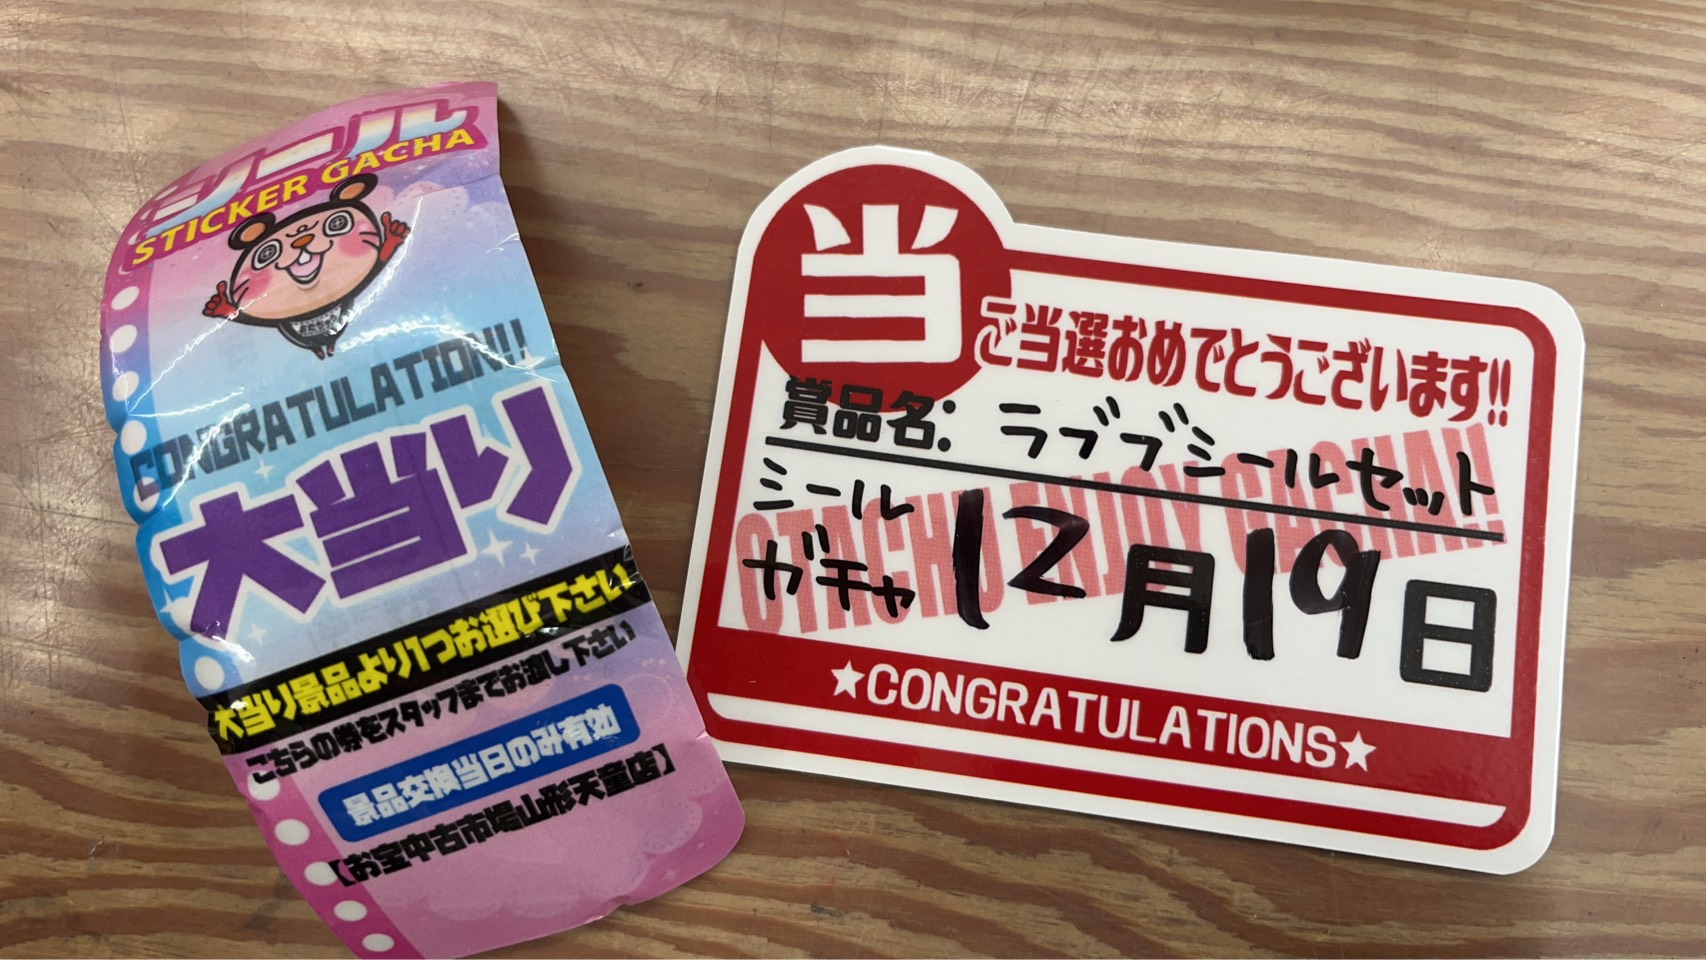 シール
STICKER GACHA
CONGRATULATION!!
大当り
大当り景品より1つお選び下さい
こちらの券をスタッフまでお渡し下さい
景品交換当日のみ有効
【お宝中古市場山形天童店】
当
ご当選おめでとうございます!!
賞品名: ラブブシールセット
シール
ガチャ 12月19日
OTACHU ENJOY GACHA!!
★CONGRATULATIONS★